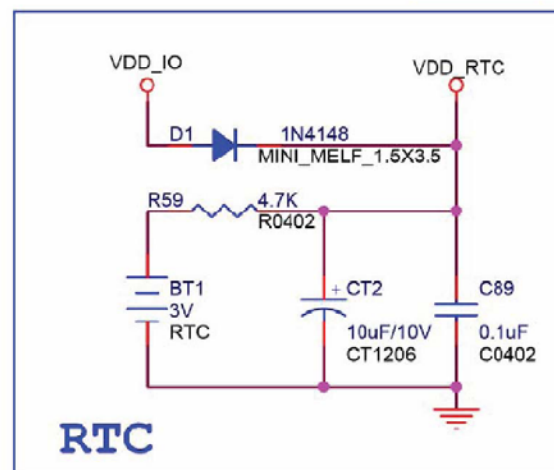 VDD_IO
VDD_RTC
D1
1N4148
MINI_MELF_1.5X3.5
R59
4.7K
R0402
BT1
3V
RTC
+
CT2
10uF/10V
CT1206
C89
0.1uF
C0402
RTC